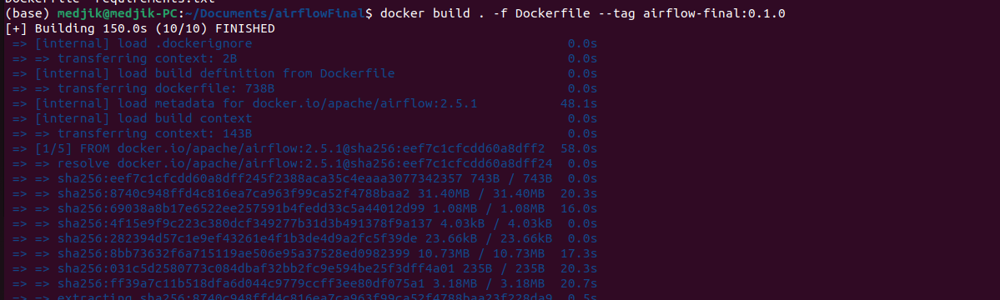 Dockerfile  requirements.txt
(base) medjik@medjik-PC:~/Documents/airflowFinal$ docker build . -f Dockerfile --tag airflow-final:0.1.0
[+] Building 150.0s (10/10) FINISHED
=> [internal] load .dockerignore 0.0s
=> => transferring context: 2B 0.0s
=> [internal] load build definition from Dockerfile 0.0s
=> => transferring dockerfile: 738B 0.0s
=> [internal] load metadata for docker.io/apache/airflow:2.5.1 48.1s
=> [internal] load build context 0.0s
=> => transferring context: 143B 0.0s
=> [1/5] FROM docker.io/apache/airflow:2.5.1@sha256:eef7c1cfcdd60a8dff2 58.0s
=> => resolve docker.io/apache/airflow:2.5.1@sha256:eef7c1cfcdd60a8dff24 0.0s
=> => sha256:eef7c1cfcdd60a8dff245f2388aca35c4eaaa3077342357 743B / 743B 0.0s
=> => sha256:8740c948ffd4c816ea7ca963f99ca52f4788baa2 31.40MB / 31.40MB 20.3s
=> => sha256:69038a8b17e6522ee257591b4fedd33c5a44012d99 1.08MB / 1.08MB 16.0s
=> => sha256:4f15e9f9c223c380dcf349277b31d3b491378f9a137 4.03kB / 4.03kB 0.0s
=> => sha256:282394d57c1e9ef43261e4f1b3de4d9a2fc5f39de 23.66kB / 23.66kB 0.0s
=> => sha256:8bb73632f6a715119ae506e95a37528ed0982399 10.73MB / 10.73MB 17.3s
=> => sha256:031c5d2580773c084dbaf32bb2fc9e594be25f3dff4a01 235B / 235B 20.3s
=> => sha256:ff39a7c11b518dfa6d044c9779ccff3ee80df075a1 3.18MB / 3.18MB 20.7s
=> => extracting sha256:8740c948ffd4c816ea7ca963f99ca52f4788baa23f228da9 0.5s